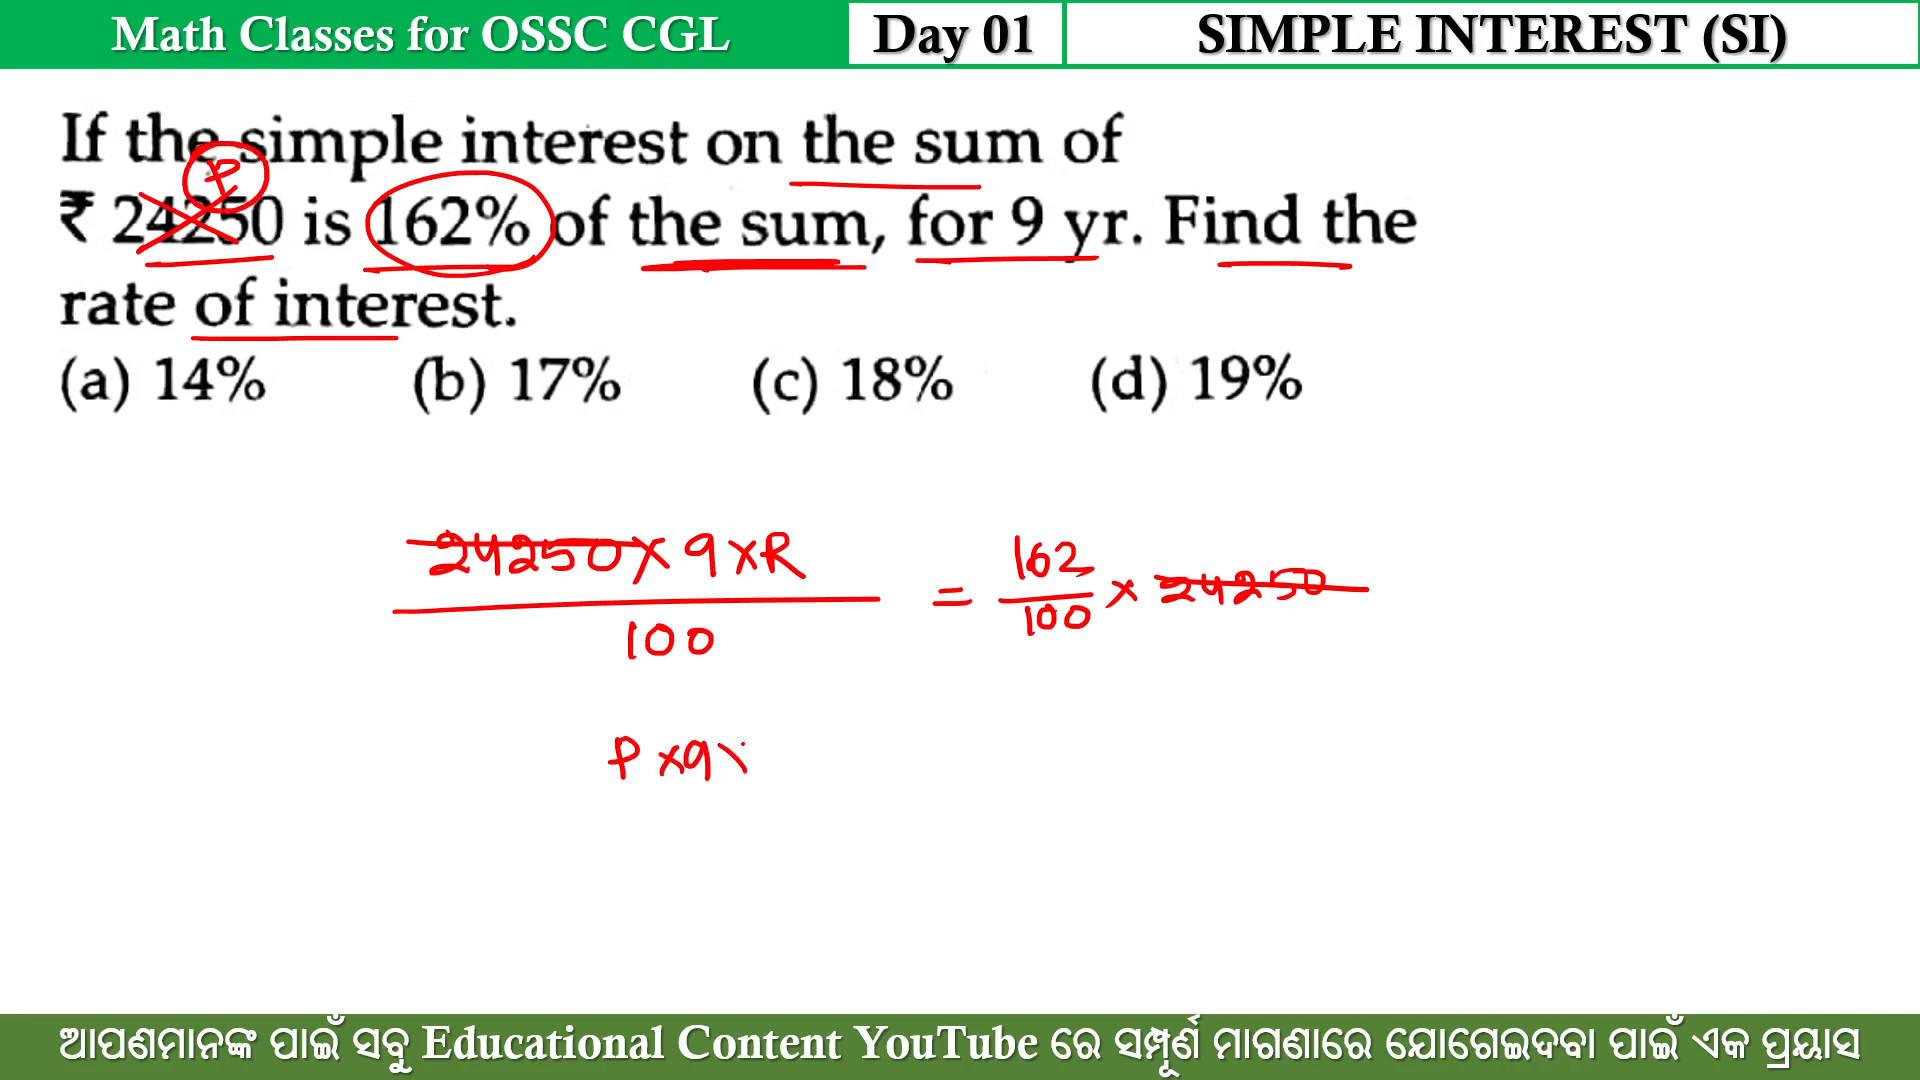 Math Classes for OSSC CGL
Day 01
SIMPLE INTEREST (SI)
If the simple interest on the sum of
P
₹ 24250 is 162% of the sum, for 9 yr. Find the
rate of interest.
(a) 14% (b) 17% (c) 18% (d) 19%
24250 × 9 × R = 162 × 24250
100 100
P × 9 ×
ଆପଣମାନଙ୍କ ପାଇଁ ସବୁ Educational Content YouTube ରେ ସମ୍ପୂର୍ଣ ମାଗଣାରେ ଯୋଗେଇଦବା ପାଇଁ ଏକ ପ୍ରୟାସ